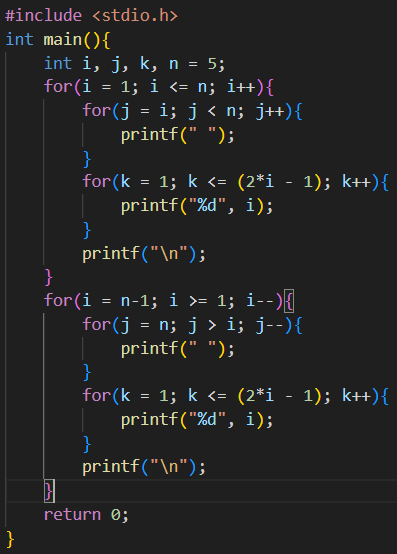 #include <stdio.h>
int main(){
    int i, j, k, n = 5;
    for(i = 1; i <= n; i++){
        for(j = i; j < n; j++){
            printf(" ");
        }
        for(k = 1; k <= (2*i - 1); k++){
            printf("%d", i);
        }
        printf("\n");
    }
    for(i = n-1; i >= 1; i--){
        for(j = n; j > i; j--){
            printf(" ");
        }
        for(k = 1; k <= (2*i - 1); k++){
            printf("%d", i);
        }
        printf("\n");
    }
    return 0;
}